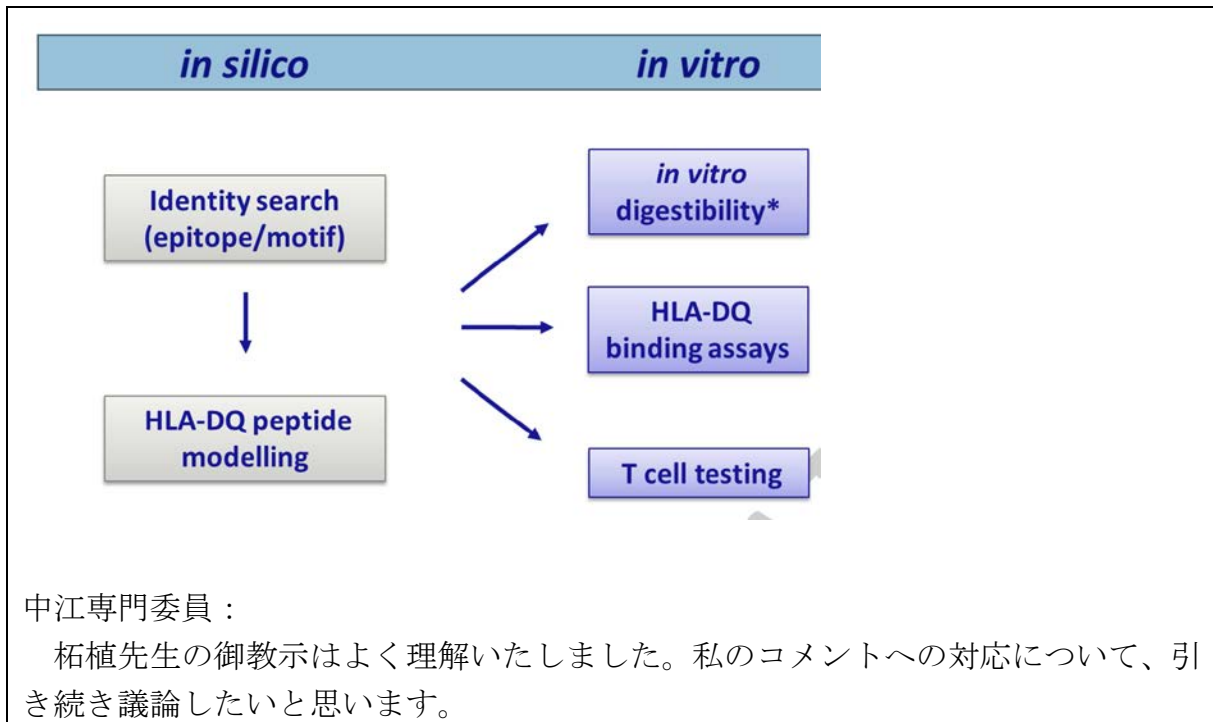 in silico
in vitro
Identity search
(epitope/motif)
HLA-DQ peptide
modelling
in vitro
digestibility*
HLA-DQ
binding assays
T cell testing
中江専門委員：
　柘植先生の御教示はよく理解いたしました。私のコメントへの対応について、引
き続き議論したいと思います。